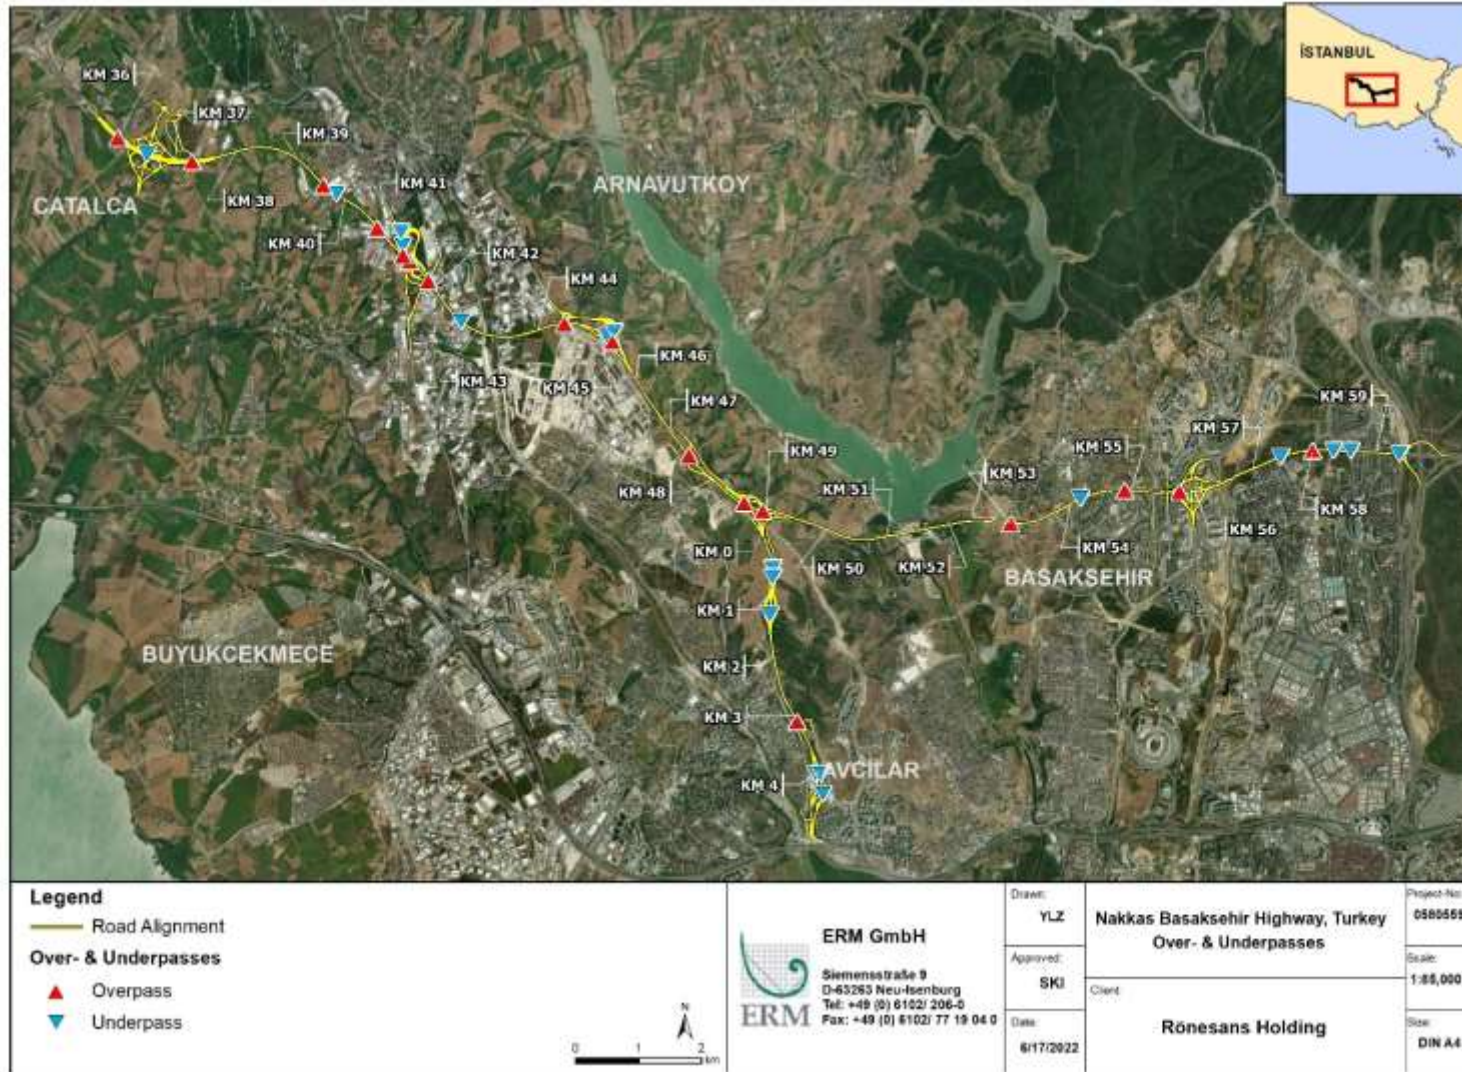 İSTANBUL
KM 36
KM 37
KM 39
ARNAVUTKOY
KM 41
CATALCA
KM 38
KM 40
KM 42
KM 44
KM 46
KM 43
KM 45
KM 59
KM 47
KM 57
KM 55
KM 49
KM 53
KM 48
KM 51
KM 58
KM 56
KM 54
KM 0
KM 50
KM 52
BASAKSEHIR
KM 1
BUYUKCEKMECE
KM 2
KM 3
AVCILAR
KM 4
Legend
Road Alignment
Over- & Underpasses
Overpass
Underpass
N
0 1 2
km
ERM
ERM GmbH
Siemensstraße 9
D-63263 Neu-Isenburg
Tel: +49 (0) 6102/ 206-0
Fax: +49 (0) 6102/ 77 19 04 0
Drawn:
YLZ
Approved:
SKI
Date:
6/17/2022
Nakkas Basaksehir Highway, Turkey
Over- & Underpasses
Client:
Rönesans Holding
Project-No:
Scale:
Size:
DIN A4